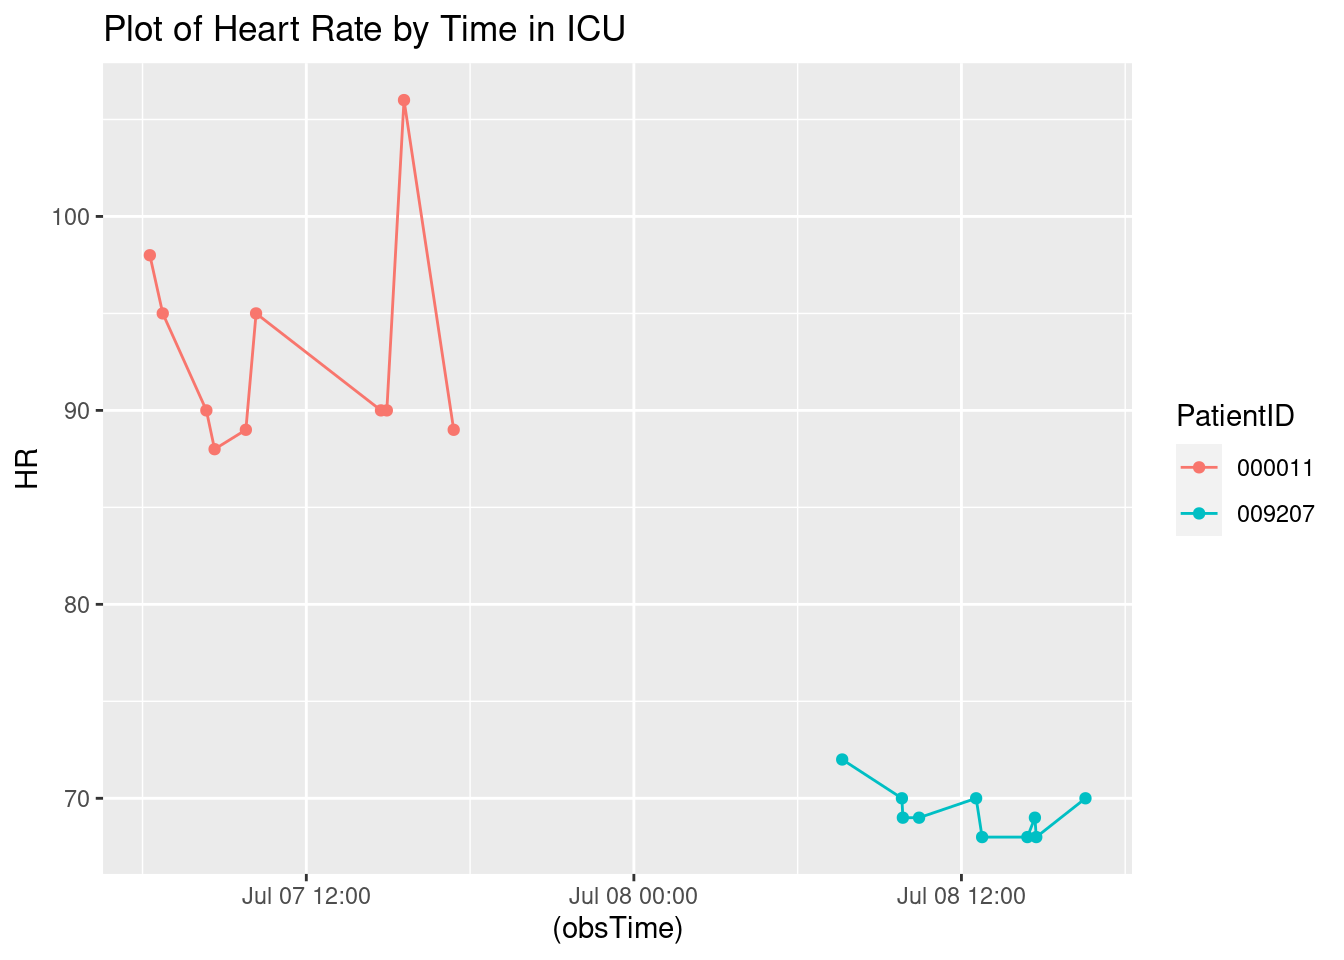 Plot of Heart Rate by Time in ICU
100
90
80
70
HR
Jul 07 12:00
Jul 08 00:00
Jul 08 12:00
(obsTime)
PatientID
000011
009207